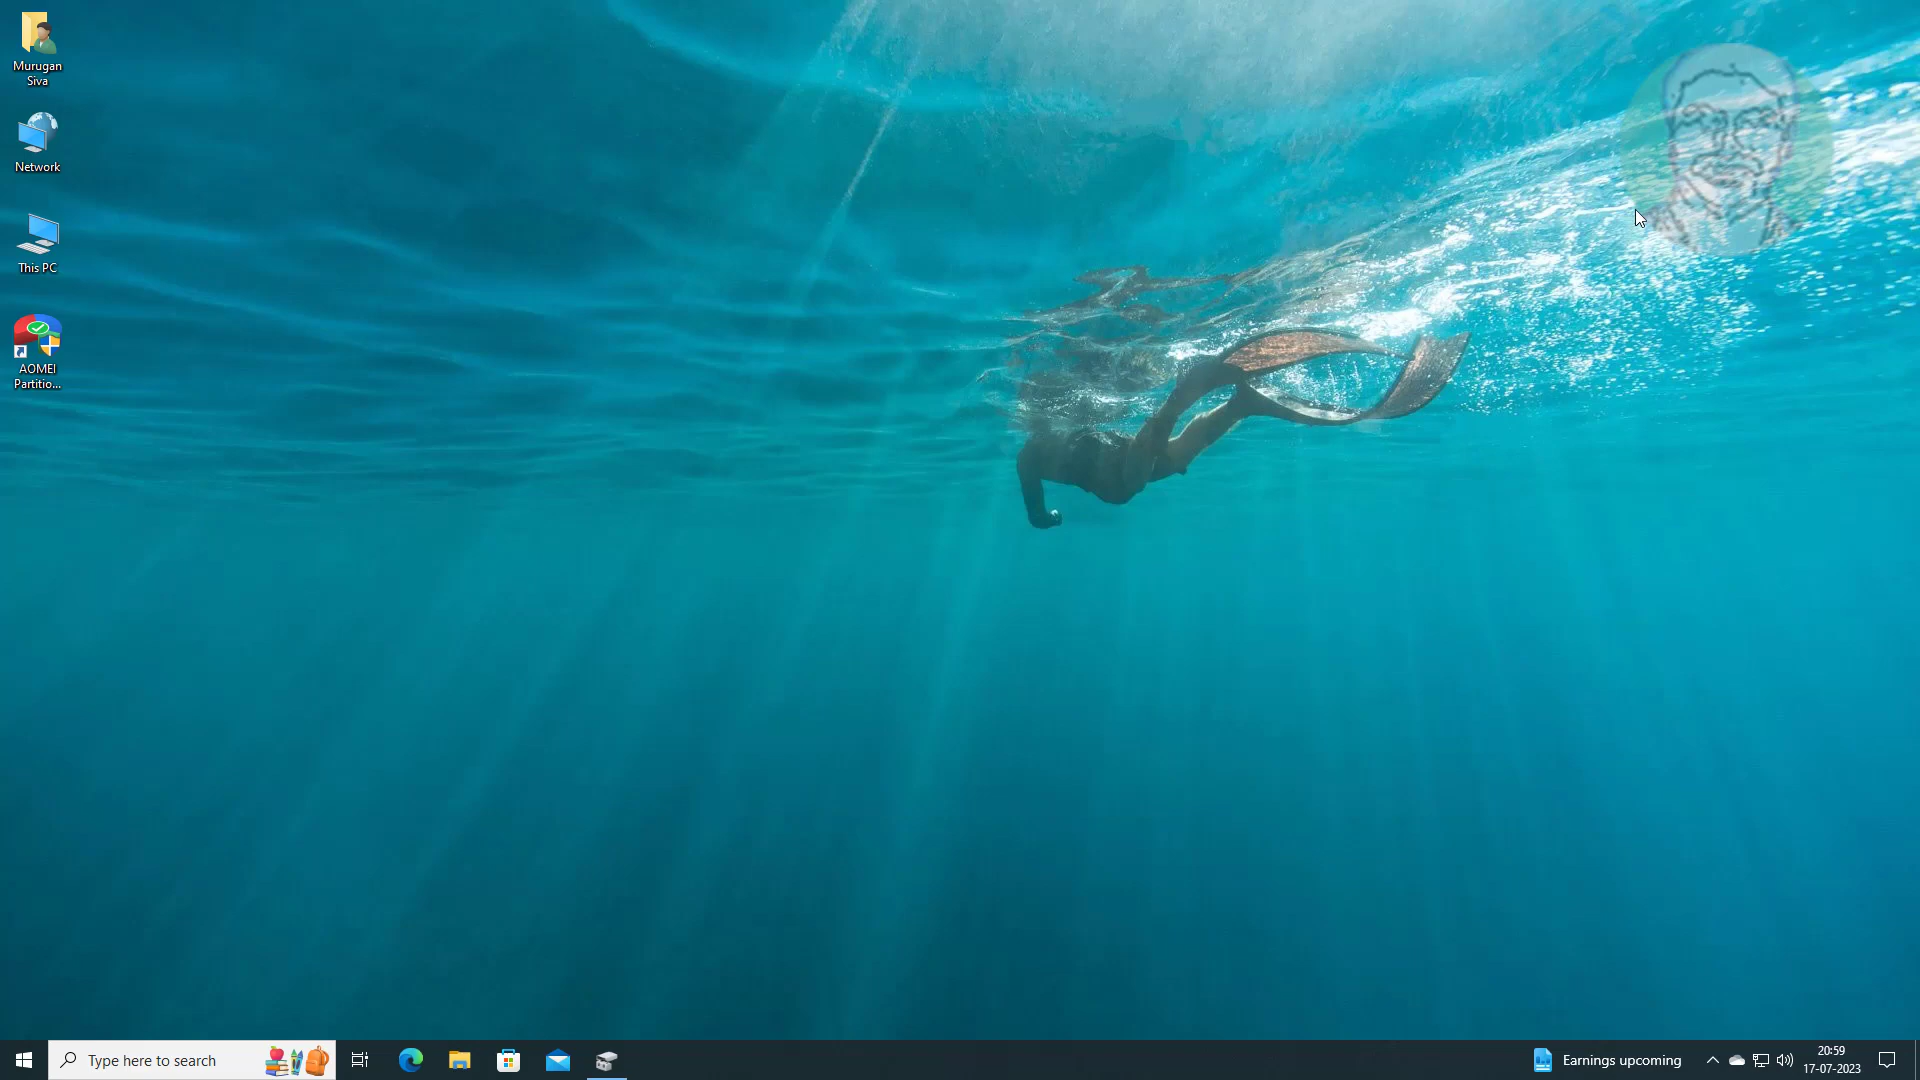 Murugan
Siva
Network
This PC
AOMEI
Partitio...
Type here to search
Earnings upcoming
20:59
17-07-2023